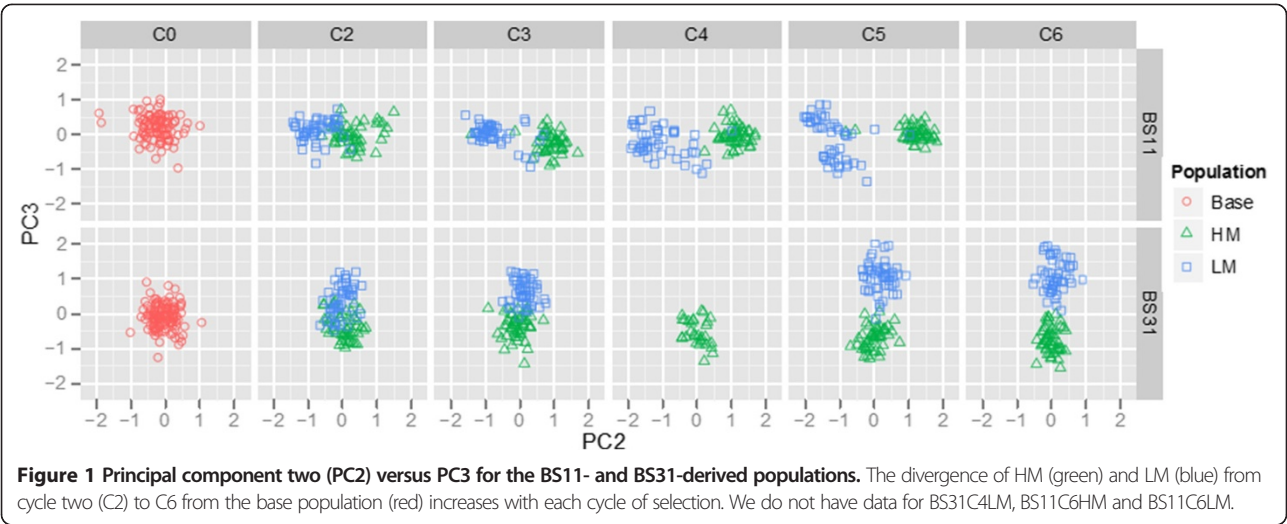 C0 C2 C3 C4 C5 C6
2
1
0
−1
−2
BS11
2
1
0
−1
−2
BS31
PC3
−2 −1 0 1 2 −2 −1 0 1 2 −2 −1 0 1 2 −2 −1 0 1 2 −2 −1 0 1 2 −2 −1 0 1 2
PC2
Population
Base
HM
LM
Figure 1 Principal component two (PC2) versus PC3 for the BS11- and BS31-derived populations. The divergence of HM (green) and LM (blue) from
cycle two (C2) to C6 from the base population (red) increases with each cycle of selection. We do not have data for BS31C4LM, BS11C6HM and BS11C6LM.